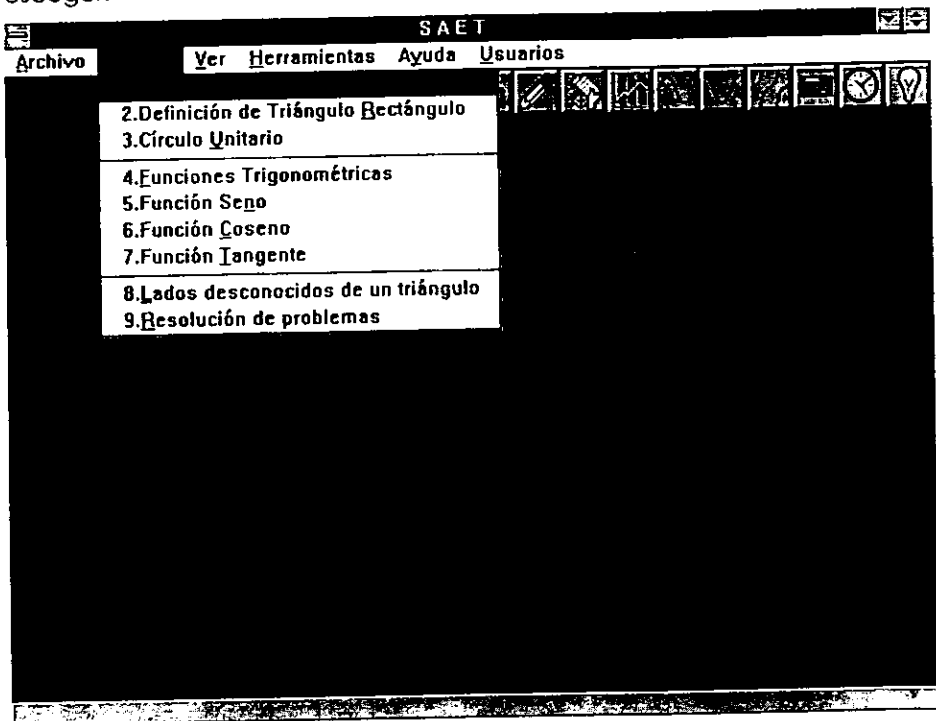 SAET
Archivo Ver Herramientas Ayuda Usuarios
2.Definición de Triángulo Rectángulo
3.Círculo Unitario
4.Funciones Trigonométricas
5.Función Seno
6.Función Coseno
7.Función Tangente
8.Lados desconocidos de un triángulo
9.Resolución de problemas